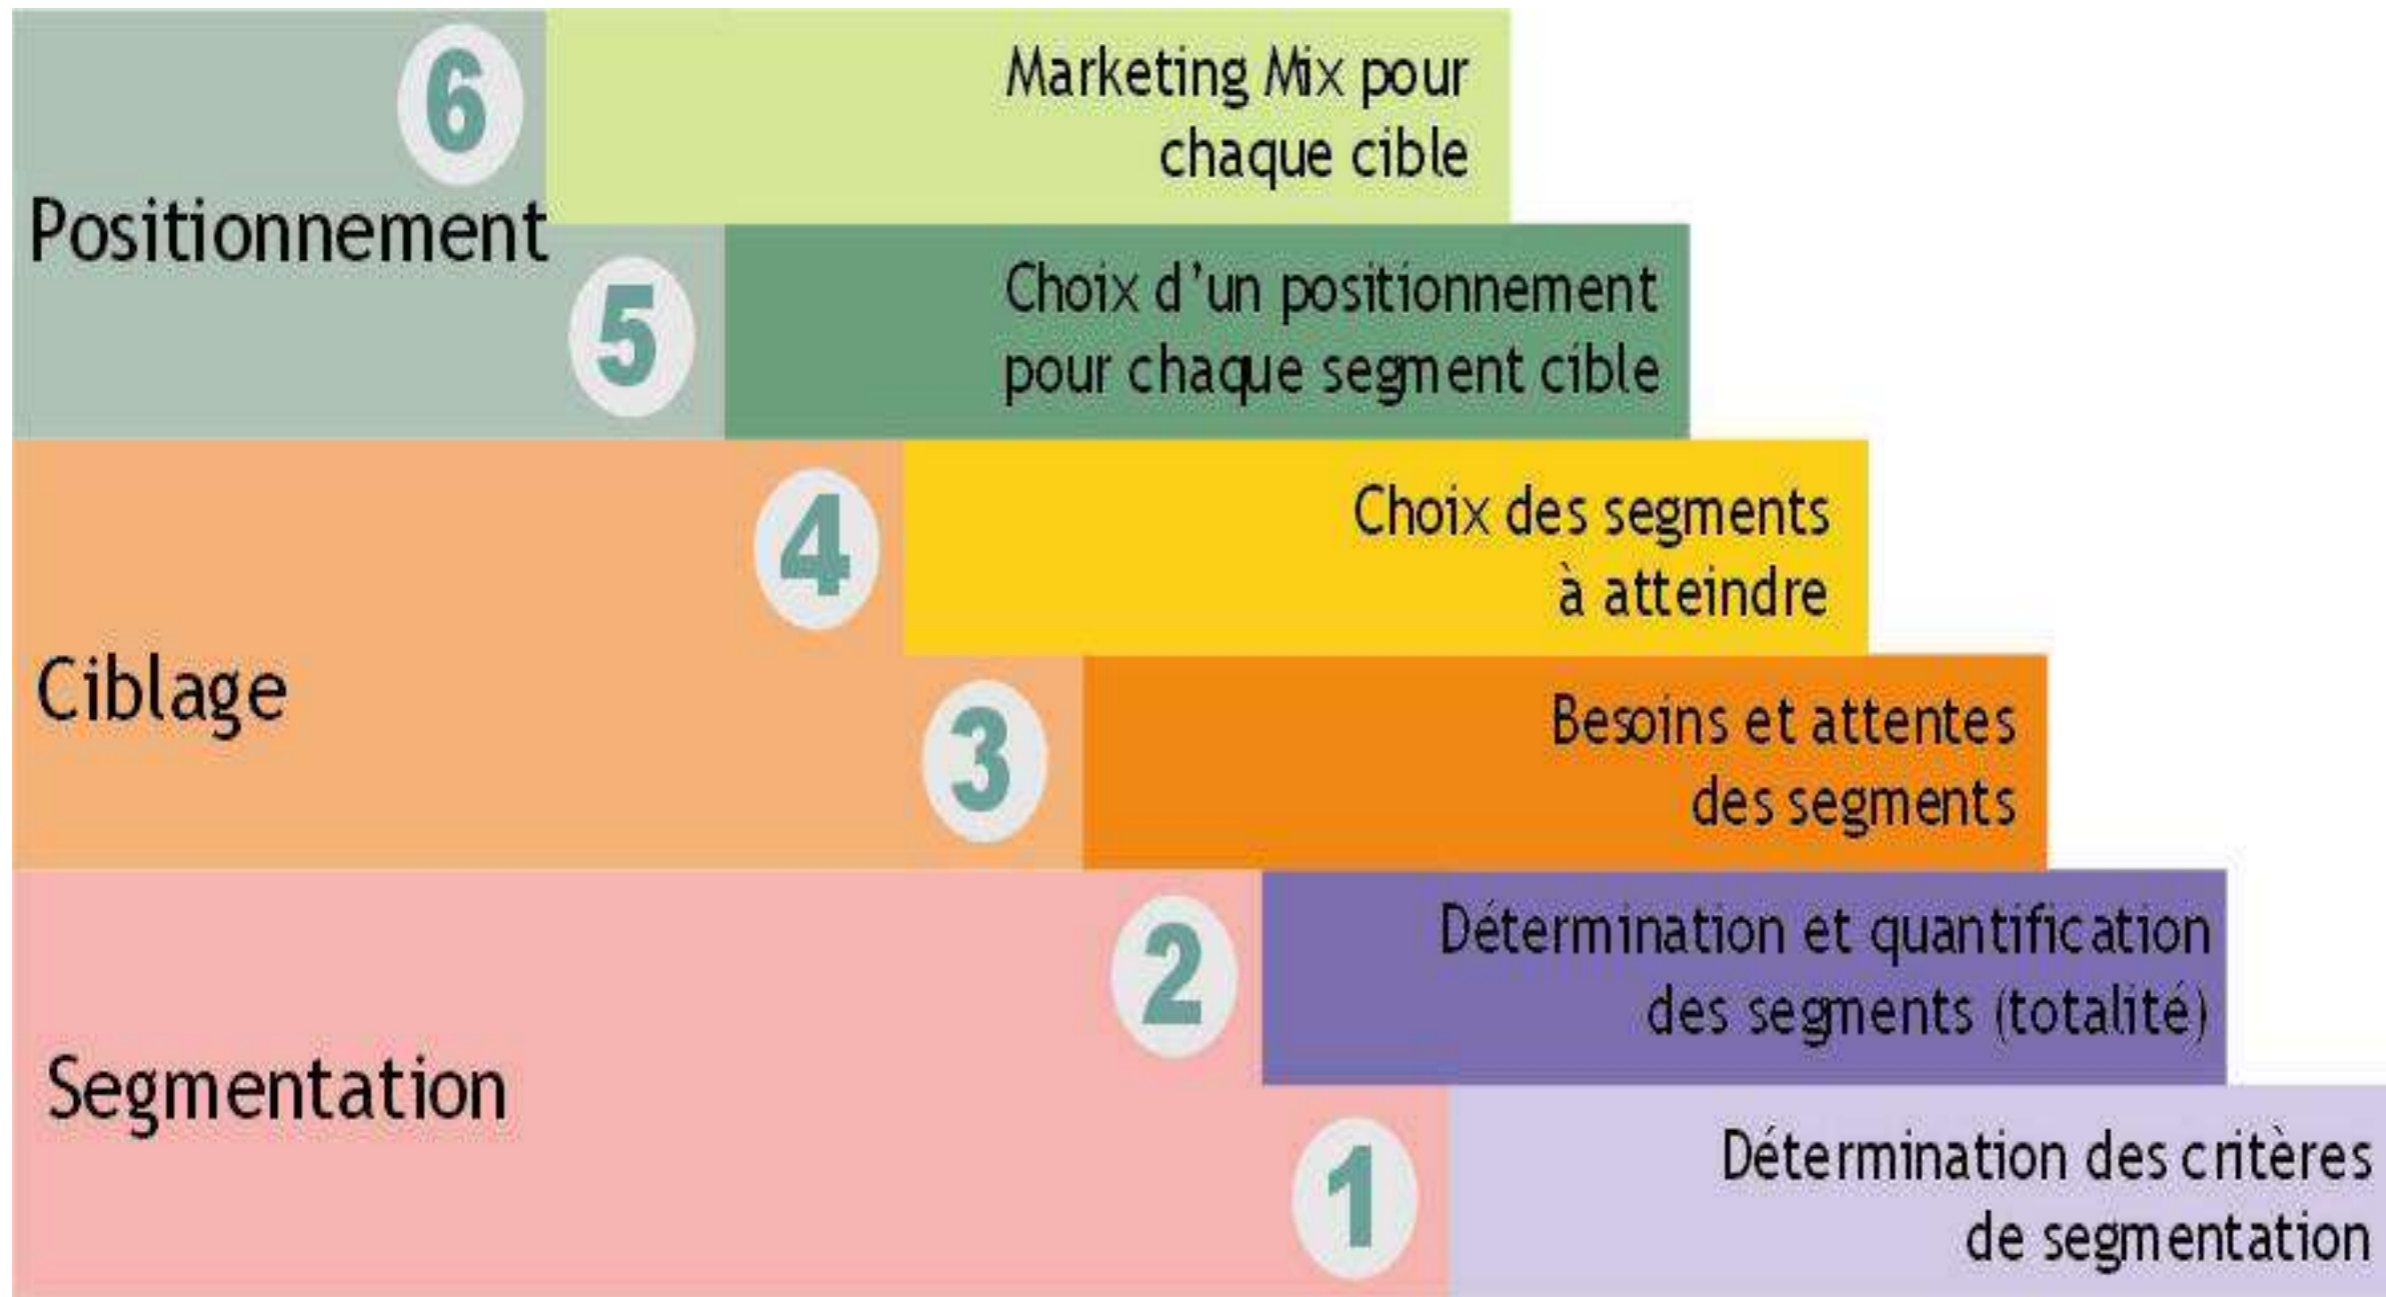 6
Marketing Mix pour
chaque cible
Positionnement
5
Choix d'un positionnement
pour chaque segment cible
4
Choix des segments
à atteindre
Ciblage
3
Besoins et attentes
des segments
2
Détermination et quantification
des segments (totalité)
Segmentation
1
Détermination des critères
de segmentation